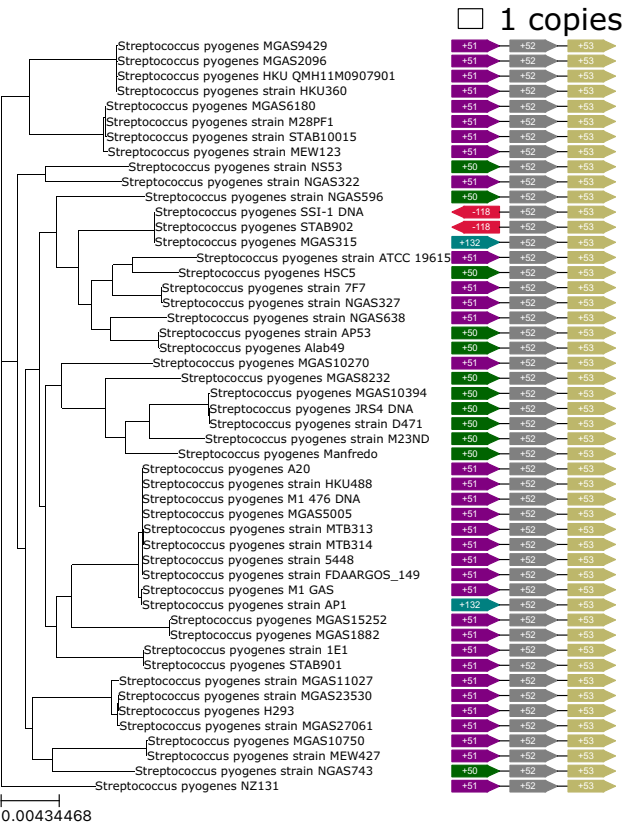 1 copies
Streptococcus pyogenes MGAS9429 +51 +52 +53
Streptococcus pyogenes MGAS2096 +51 +52 +53
Streptococcus pyogenes HKU QMH11M0907901 +51 +52 +53
Streptococcus pyogenes strain HKU360 +51 +52 +53
Streptococcus pyogenes MGAS6180 +51 +52 +53
Streptococcus pyogenes strain M28PF1 +51 +52 +53
Streptococcus pyogenes strain STAB10015 +51 +52 +53
Streptococcus pyogenes strain MEW123 +51 +52 +53
Streptococcus pyogenes strain NS53 +50 +52 +53
Streptococcus pyogenes strain NGAS322 +51 +52 +53
Streptococcus pyogenes strain NGAS596 +50 +52 +53
Streptococcus pyogenes SSI-1 DNA -118 +52 +53
Streptococcus pyogenes STAB902 -118 +52 +53
Streptococcus pyogenes MGAS315 +132 +52 +53
Streptococcus pyogenes strain ATCC 19615 +51 +52 +53
Streptococcus pyogenes HSC5 +50 +52 +53
Streptococcus pyogenes strain 7F7 +51 +52 +53
Streptococcus pyogenes strain NGAS327 +51 +52 +53
Streptococcus pyogenes strain NGAS638 +51 +52 +53
Streptococcus pyogenes strain AP53 +50 +52 +53
Streptococcus pyogenes Alab49 +50 +52 +53
Streptococcus pyogenes MGAS10270 +51 +52 +53
Streptococcus pyogenes MGAS8232 +50 +52 +53
Streptococcus pyogenes MGAS10394 +50 +52 +53
Streptococcus pyogenes JRS4 DNA +50 +52 +53
Streptococcus pyogenes strain D471 +50 +52 +53
Streptococcus pyogenes strain M23ND +50 +52 +53
Streptococcus pyogenes Manfredo +50 +52 +53
Streptococcus pyogenes A20 +51 +52 +53
Streptococcus pyogenes strain HKU488 +51 +52 +53
Streptococcus pyogenes M1 476 DNA +51 +52 +53
Streptococcus pyogenes MGAS5005 +51 +52 +53
Streptococcus pyogenes strain MTB313 +51 +52 +53
Streptococcus pyogenes strain MTB314 +51 +52 +53
Streptococcus pyogenes strain 5448 +51 +52 +53
Streptococcus pyogenes strain FDAARGOS_149 +51 +52 +53
Streptococcus pyogenes M1 GAS +51 +52 +53
Streptococcus pyogenes strain AP1 +132 +52 +53
Streptococcus pyogenes MGAS15252 +51 +52 +53
Streptococcus pyogenes MGAS1882 +51 +52 +53
Streptococcus pyogenes strain 1E1 +51 +52 +53
Streptococcus pyogenes STAB901 +51 +52 +53
Streptococcus pyogenes strain MGAS11027 +51 +52 +53
Streptococcus pyogenes strain MGAS23530 +51 +52 +53
Streptococcus pyogenes H293 +51 +52 +53
Streptococcus pyogenes strain MGAS27061 +51 +52 +53
Streptococcus pyogenes MGAS10750 +51 +52 +53
Streptococcus pyogenes strain MEW427 +51 +52 +53
Streptococcus pyogenes strain NGAS743 +50 +52 +53
Streptococcus pyogenes NZ131 +51 +52 +53
0.00434468